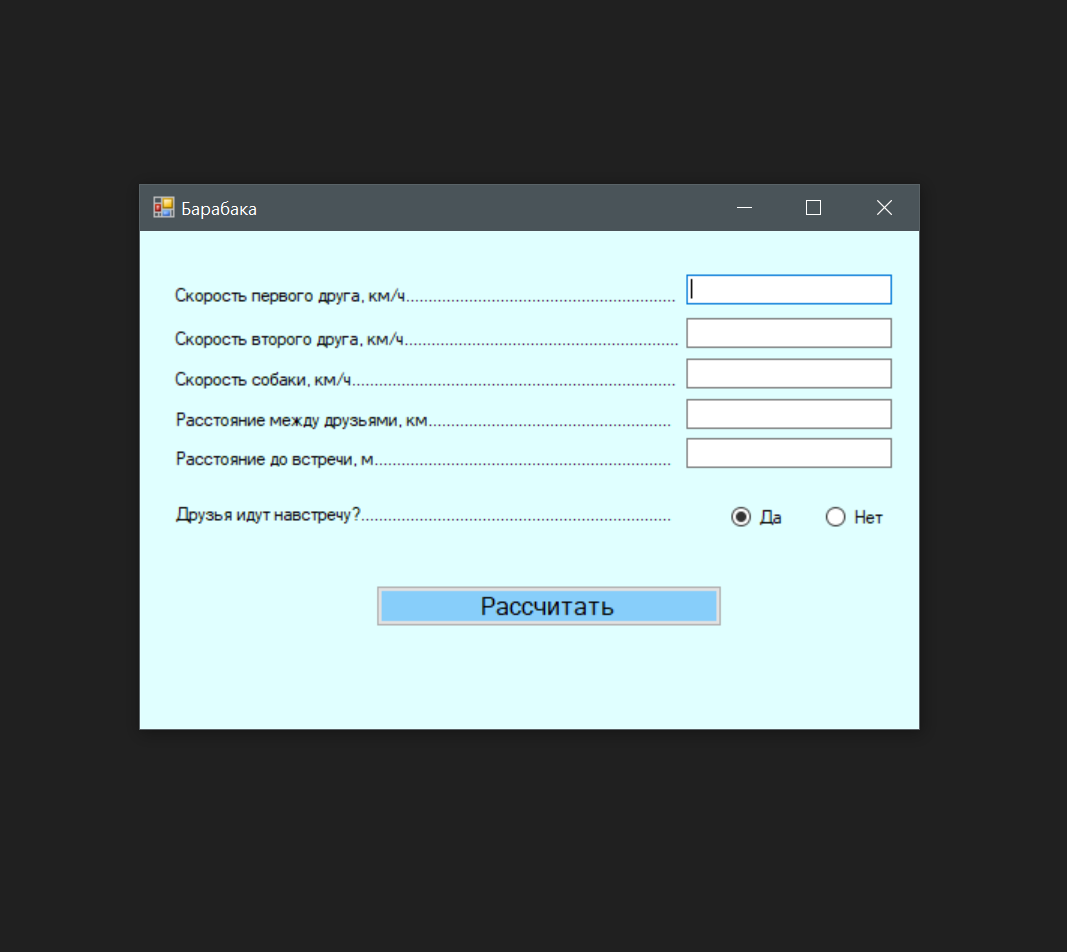 Барабака
Скорость первого друга, км/ч............................................................
Скорость второго друга, км/ч.............................................................
Скорость собаки, км/ч........................................................................
Расстояние между друзьями, км......................................................
Расстояние до встречи, м..................................................................
Друзья идут навстречу?.....................................................................
Да Нет
Рассчитать